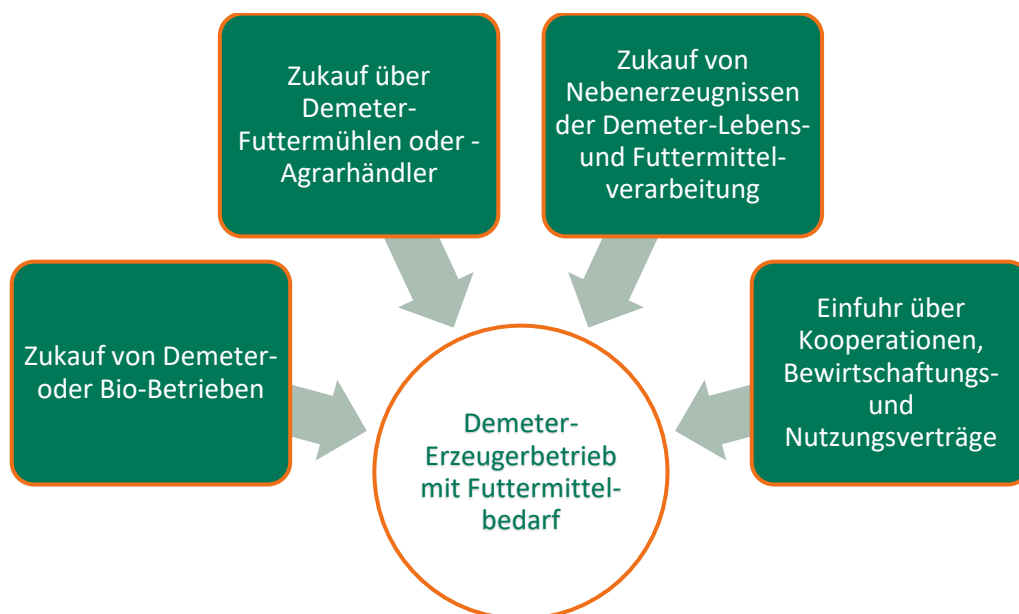 Zukauf über
Demeter-
Futtermühlen oder -
Agrarhändler
Zukauf von
Nebenerzeugnissen
der Demeter-Lebens-
und Futtermittel-
verarbeitung
Zukauf von Demeter-
oder Bio-Betrieben
Einfuhr über
Kooperationen,
Bewirtschaftungs-
und
Nutzungsverträge
Demeter-
Erzeugerbetrieb
mit Futtermittel-
bedarf